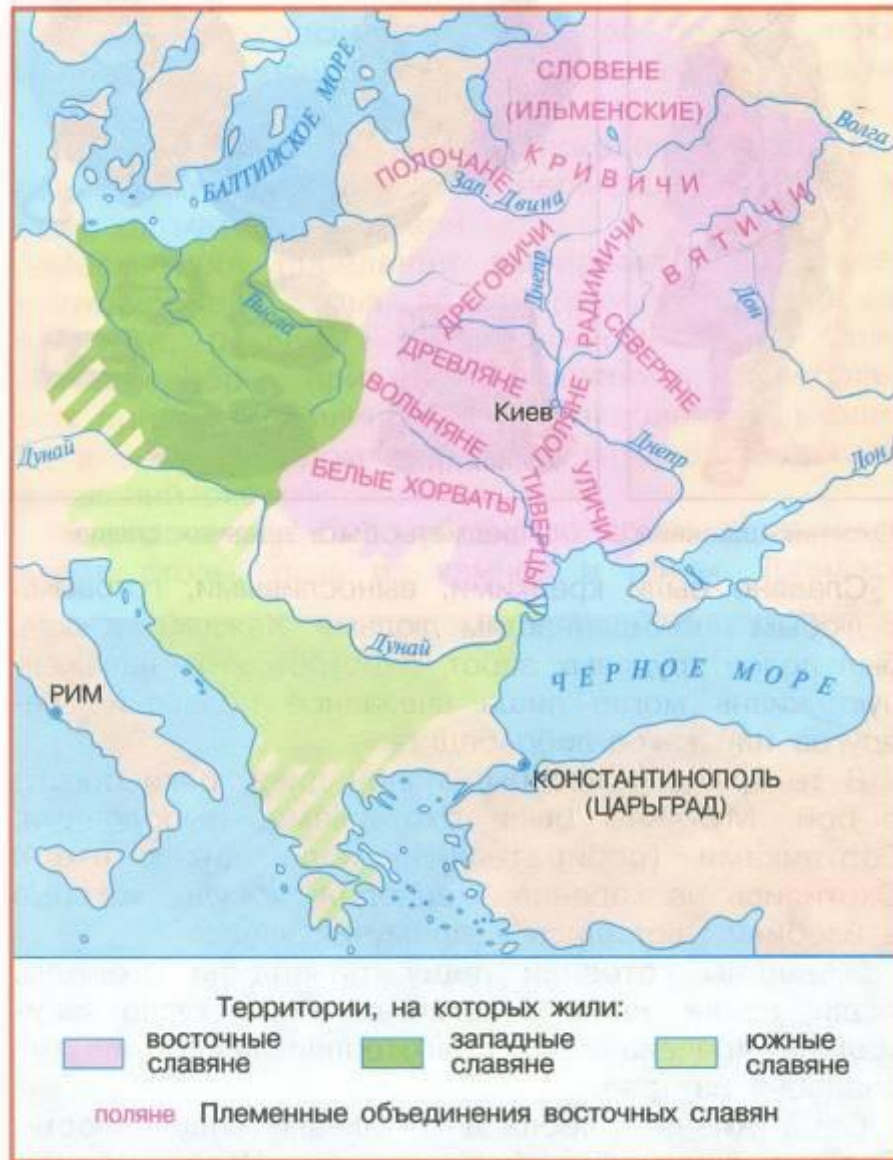 БАЛТИЙСКОЕ МОРЕ
СЛОВЕНЕ
(ИЛЬМЕНСКИЕ)
Волга
ПОЛОЧАНЕ
КРИВИЧИ
Зап. Двина
ДРЕГОВИЧИ
Днепр
РАДИМИЧИ
ВЯТИЧИ
Дон
Висла
ДРЕВЛЯНЕ
СЕВЕРЯНЕ
Киев
ВОЛЫНЯНЕ
ПОЛЯНЕ
Днепр
Дон
Дунай
БЕЛЫЕ ХОРВАТЫ
ТИВЕРЦЫ
УЛИЧИ
Дунай
ЧЕРНОЕ МОРЕ
РИМ
КОНСТАНТИНОПОЛЬ
(ЦАРЬГРАД)
Территории, на которых жили:
восточные славяне
западные славяне
южные славяне
поляне Племенные объединения восточных славян